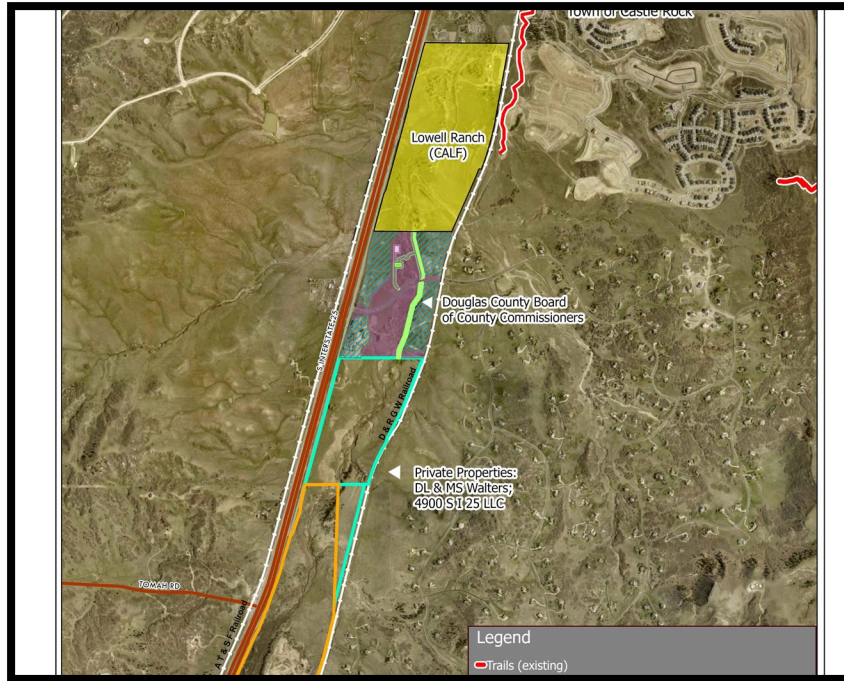 Town of Castle Rock
Lowell Ranch
(CALF)
S INTERSTATE 25
Douglas County Board
of County Commissioners
D & R G W Railroad
Private Properties:
DL & MS Walters;
4900 S I 25 LLC
TOMAH RD
A T & S F Railroad
Legend
Trails (existing)